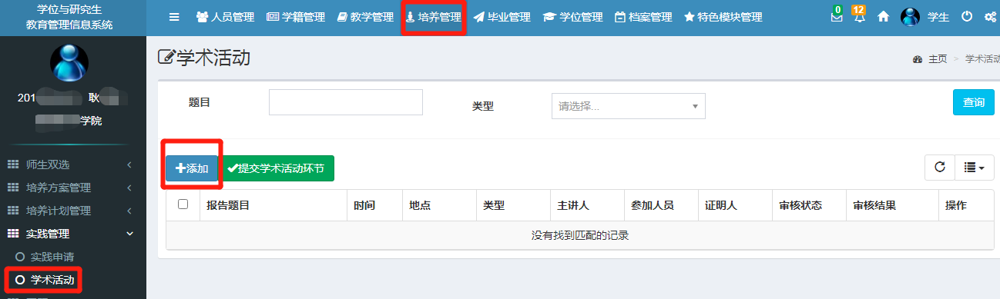 学位与研究生
教育管理信息系统
人员管理 学籍管理 教学管理 培养管理 毕业管理 学位管理 档案管理 特色模块管理 0 12 学生
201 耿
学院
师生双选
培养方案管理
培养计划管理
实践管理
实践申请
学术活动
学术活动
主页 > 学术活动
题目 类型 请选择... 查询
添加 提交学术活动环节
报告题目 时间 地点 类型 主讲人 参加人员 证明人 审核状态 审核结果 操作
没有找到匹配的记录